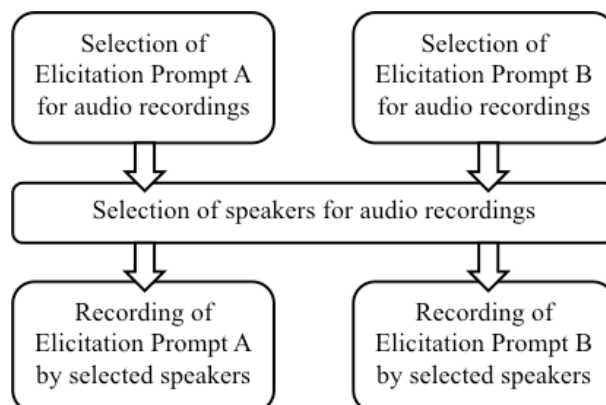 Selection of
Elicitation Prompt A
for audio recordings
Selection of
Elicitation Prompt B
for audio recordings
Selection of speakers for audio recordings
Recording of
Elicitation Prompt A
by selected speakers
Recording of
Elicitation Prompt B
by selected speakers